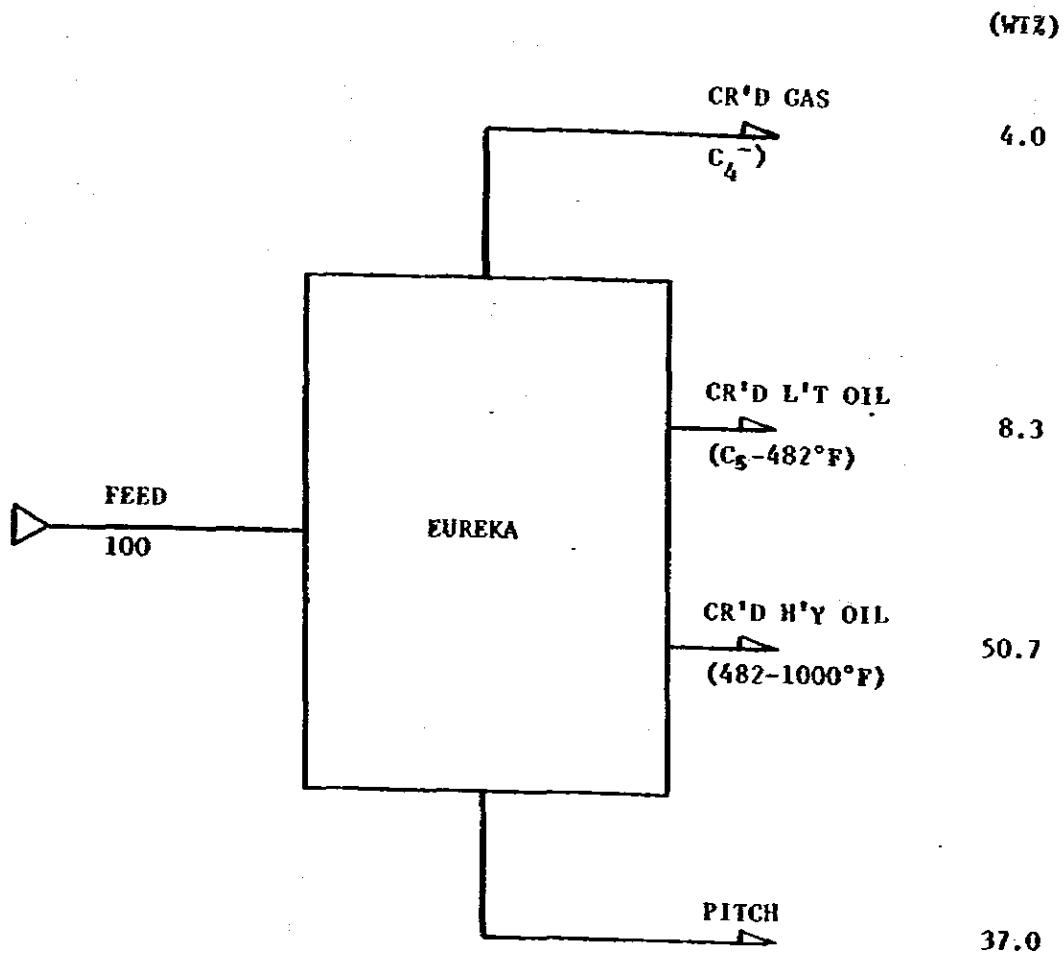 (WT%)
CR'D GAS
C₄⁻)
4.0
CR'D L'T OIL
(C₅-482°F)
8.3
FEED
100
EUREKA
CR'D H'Y OIL
(482-1000°F)
50.7
PITCH
37.0